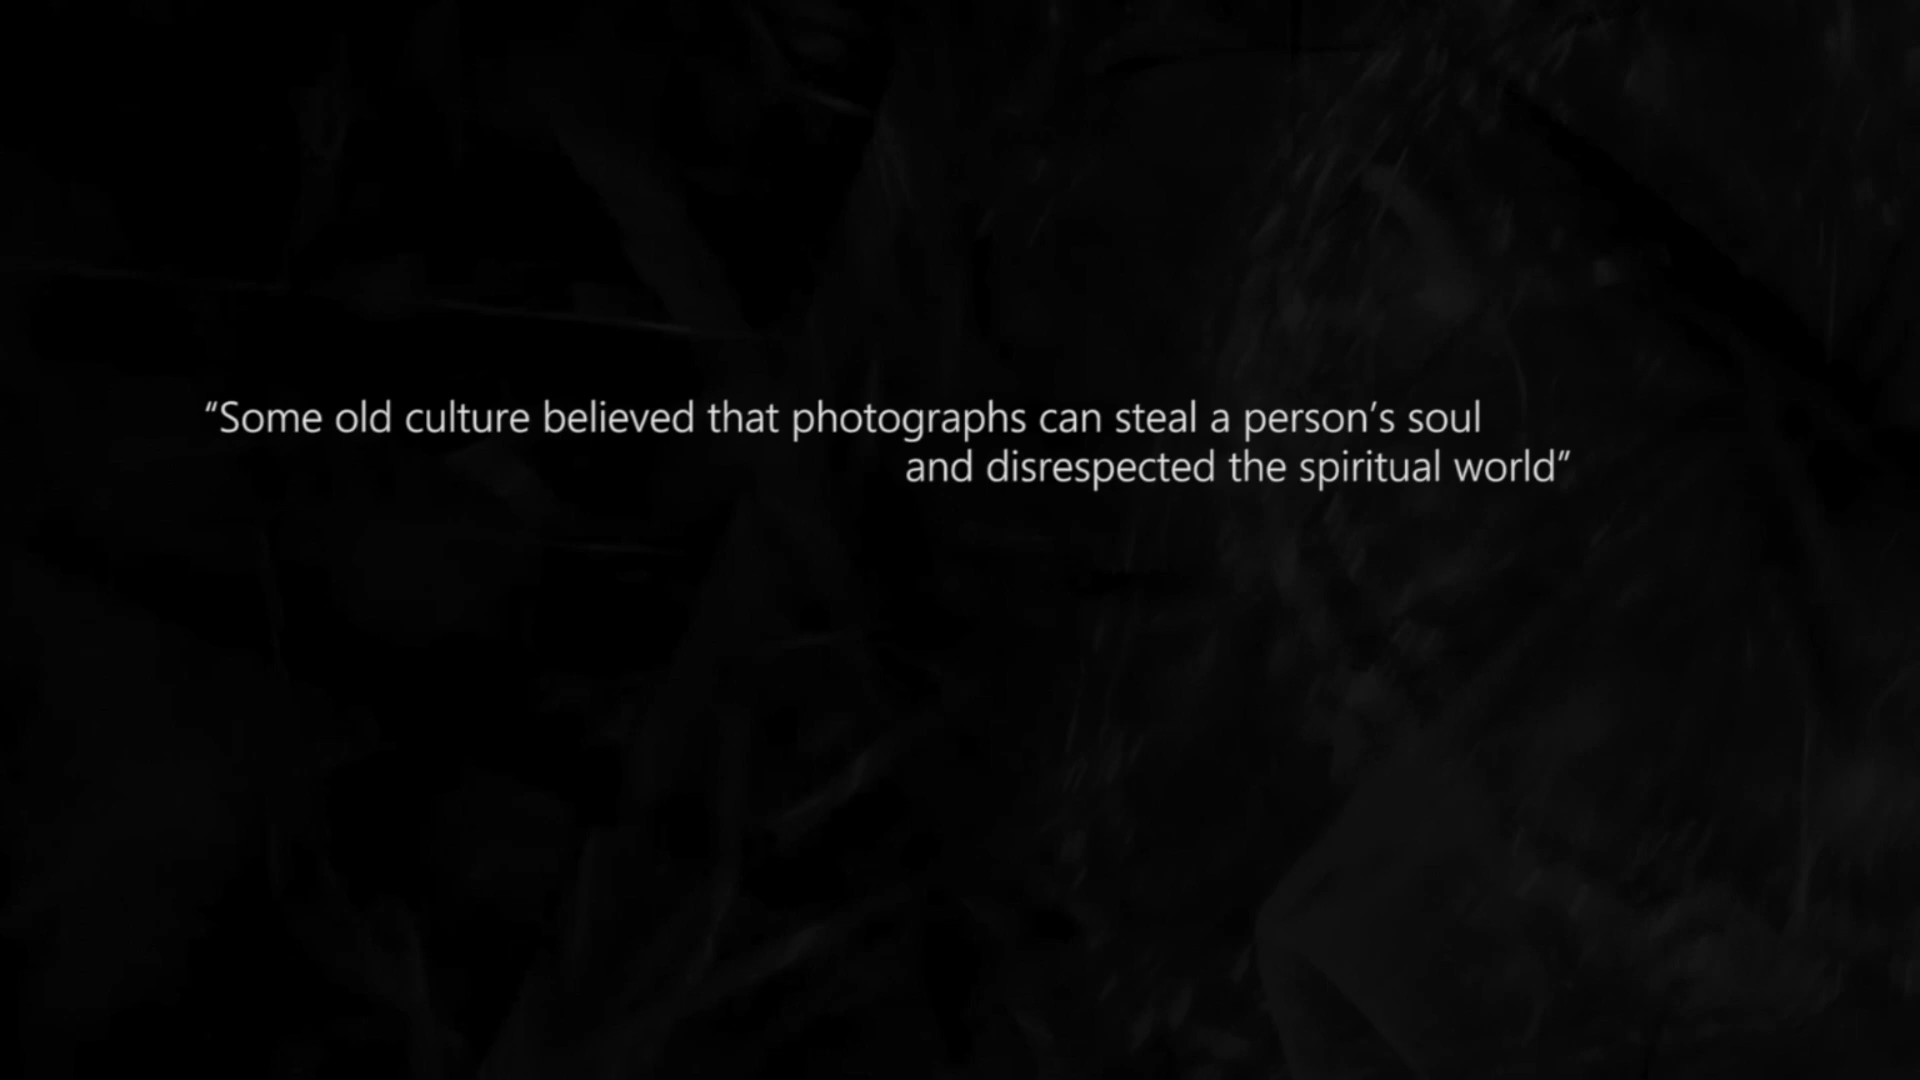 “Some old culture believed that photographs can steal a person’s soul
and disrespected the spiritual world”